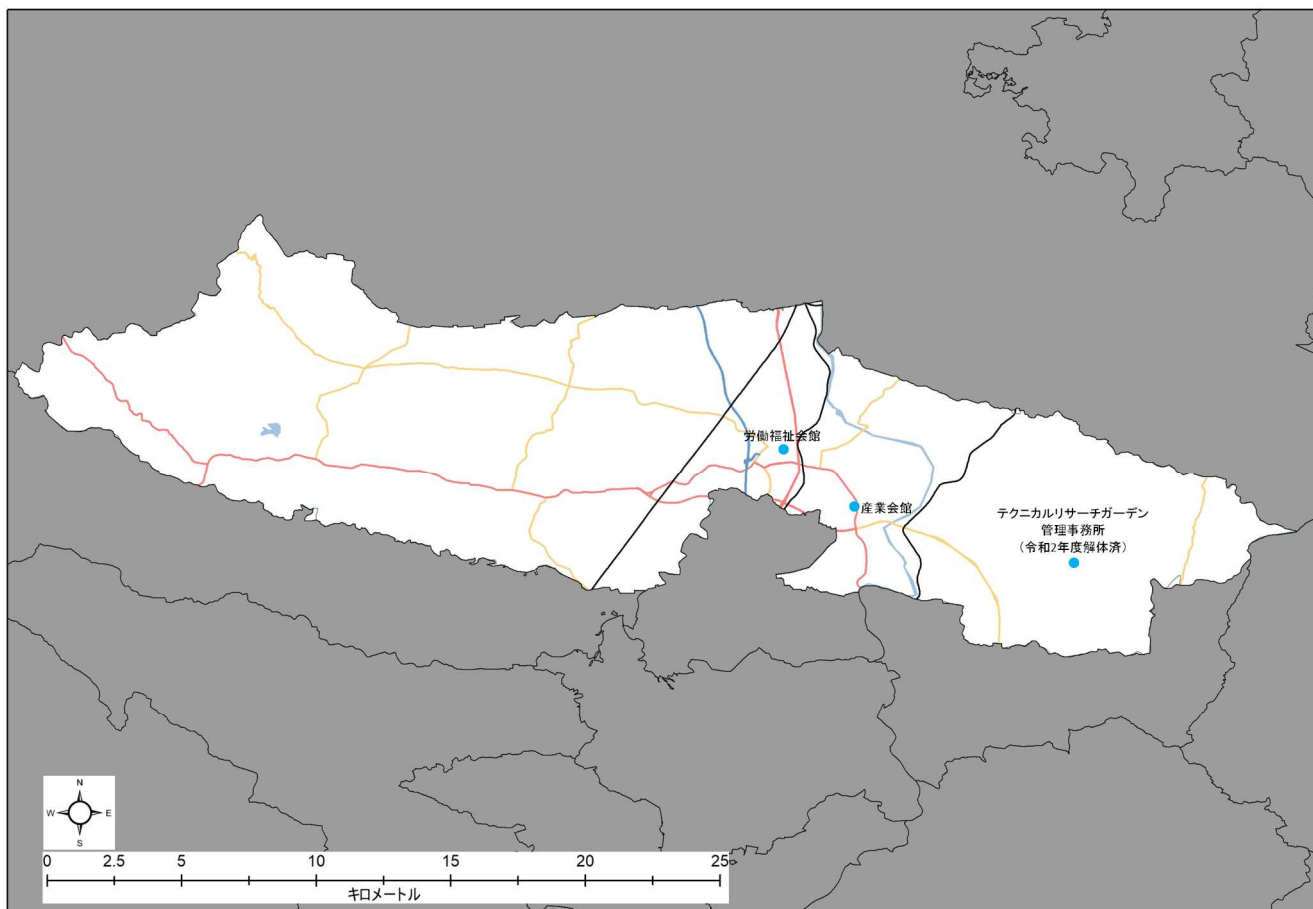 労働福祉会館
産業会館
テクニカルリサーチガーデン
管理事務所
（令和2年度解体済）
N
W E
S
0 2.5 5 10 15 20 25
キロメートル